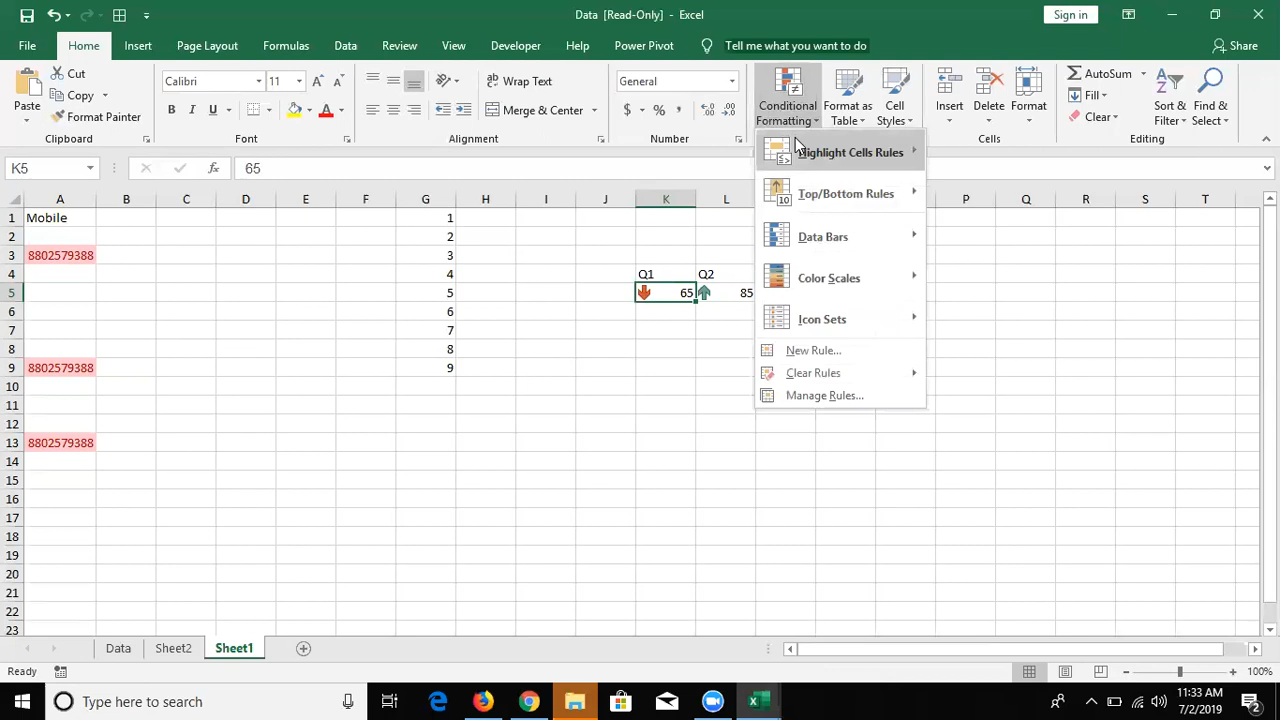 Data [Read-Only] - Excel
Sign in
File Home Insert Page Layout Formulas Data Review View Developer Help Power Pivot Tell me what you want to do Share
Paste
Cut
Copy
Format Painter
Clipboard
Calibri 11
B I U
Font
Wrap Text
Merge & Center
Alignment
General
$ % ,
Number
Conditional Formatting
Format as Table
Cell Styles
Insert
Delete
Format
Cells
AutoSum
Fill
Clear
Sort & Filter
Find & Select
Editing
K5
fx
65
Highlight Cells Rules
Top/Bottom Rules
Data Bars
Color Scales
Icon Sets
New Rule...
Clear Rules
Manage Rules...
A B C D E F G H I J K L P Q R S T
1 Mobile 1
2 2
3 8802579388 3
4 4 Q1 Q2
5 5 65 85
6 6
7 7
8 8
9 8802579388 9
10
11
12
13 8802579388
14
15
16
17
18
19
20
21
22
23
Data Sheet2 Sheet1
Ready
100%
Type here to search
11:33 AM
7/2/2019
2